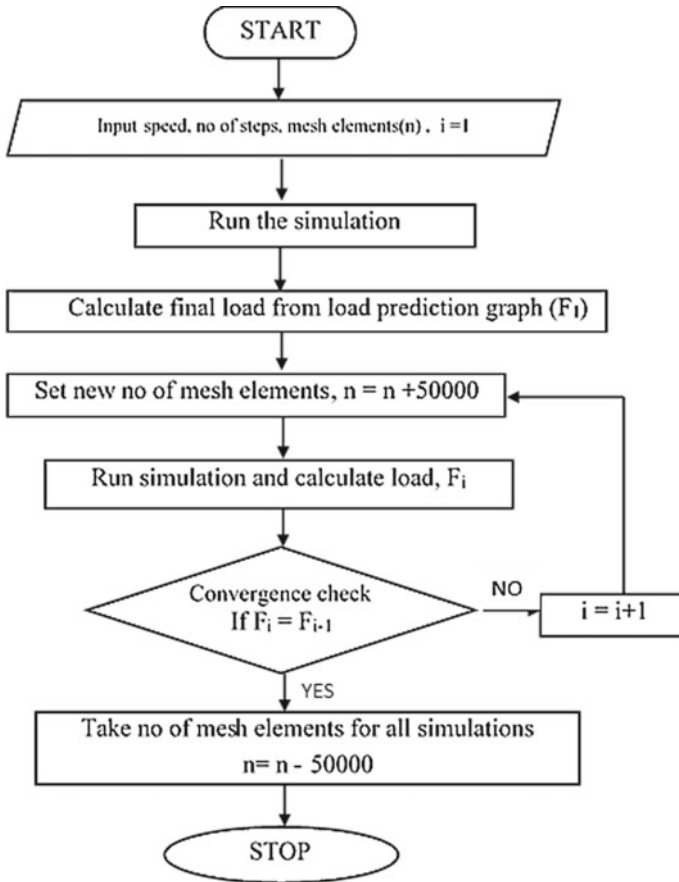 START
Input speed, no of steps, mesh elements(n) , i =1
Run the simulation
Calculate final load from load prediction graph (F1)
Set new no of mesh elements, n = n +50000
Run simulation and calculate load, Fi
Convergence check
If Fi = Fi-1
NO
i = i+1
YES
Take no of mesh elements for all simulations
n= n - 50000
STOP